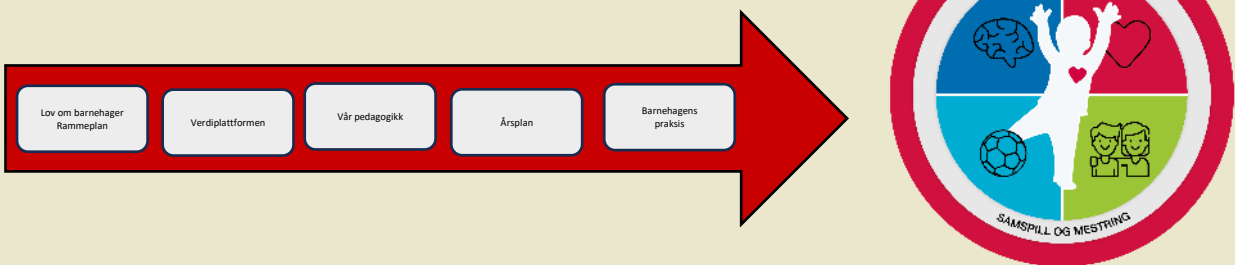 Lov om barnehager
Rammeplan
Verdiplattformen
Vår pedagogikk
Årsplan
Barnehagens
praksis
SAMSPILL OG MESTRING